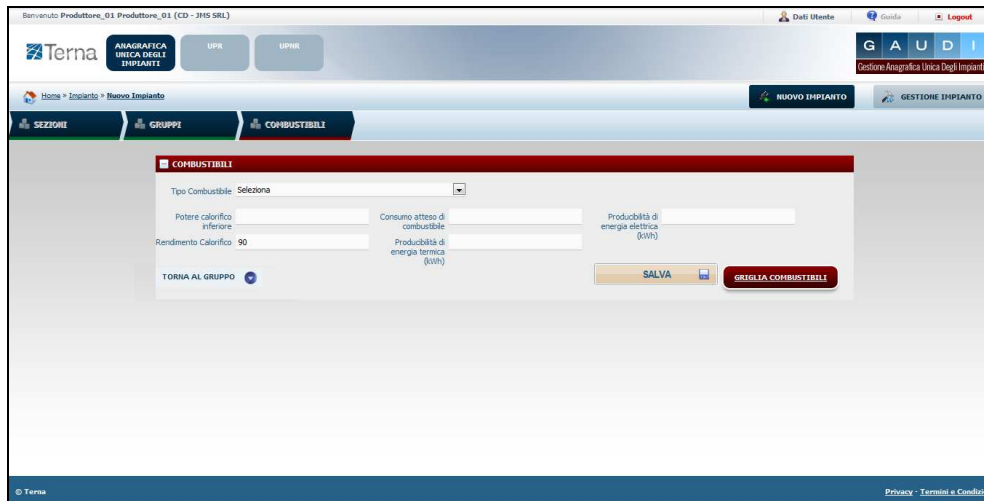 Benvenuto Produttore_01 Produttore_01 (CD - JMS SRL)
Dati Utente
Guida
Logout
Terna
ANAGRAFICA
UNICA DEGLI
IMPIANTI
UPR
UPNR
G A U D I
Gestione Anagrafica Unica Degli Impianti
Home » Impianto » Nuovo Impianto
NUOVO IMPIANTO
GESTIONE IMPIANTO
SEZIONI
GRUPPI
COMBUSTIBILI
COMBUSTIBILI
Tipo Combustibile Seleziona
Potere calorifico
inferiore
Consumo atteso di
combustibile
Producibilità di
energia elettrica
(kWh)
Rendimento Calorifico 90
Producibilità di
energia termica
(kWh)
TORNA AL GRUPPO
SALVA
GRIGLIA COMBUSTIBILI
© Terna
Privacy - Termini e Condizi